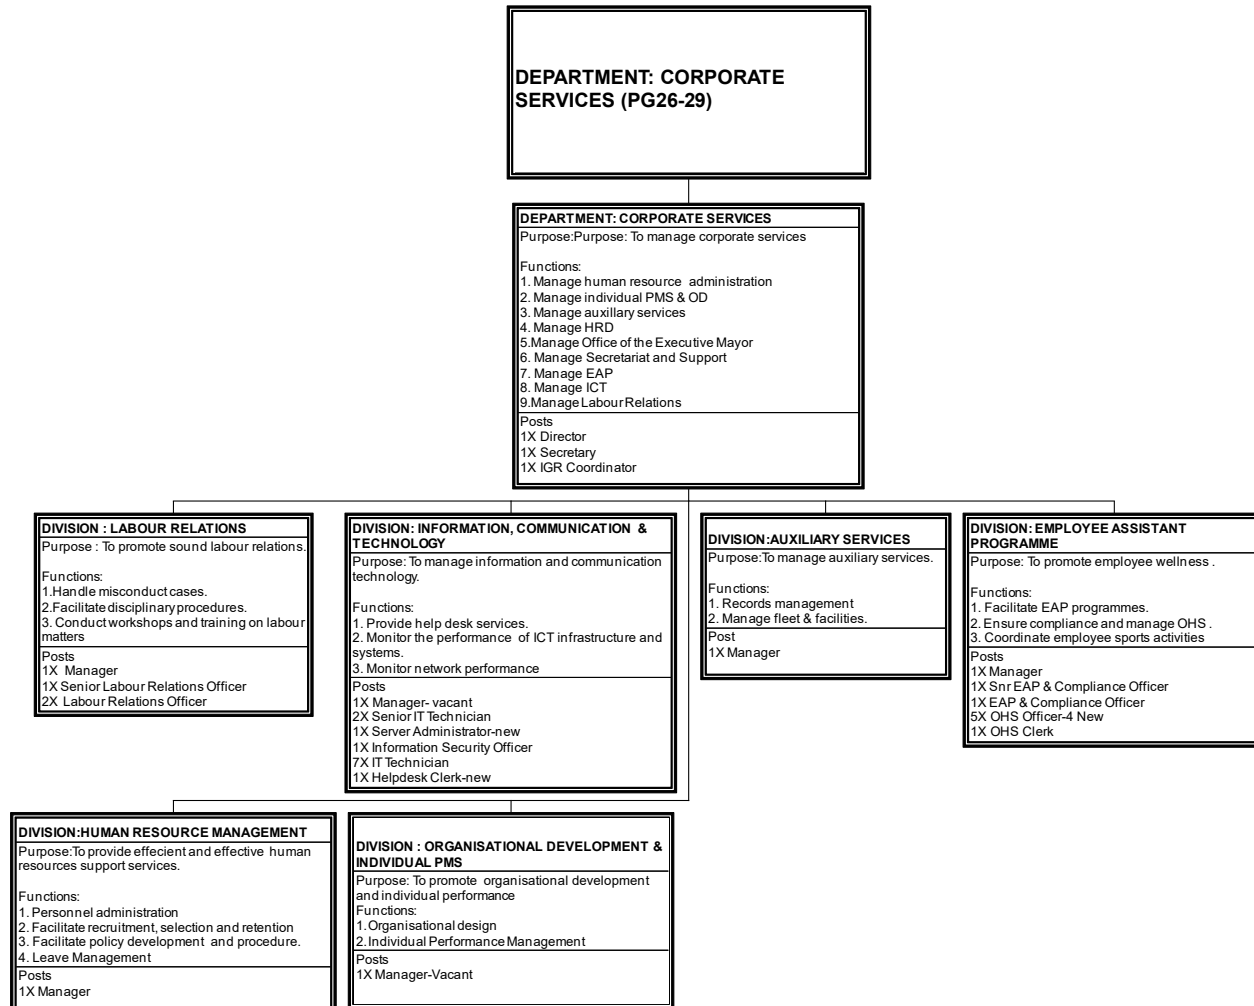 DEPARTMENT: CORPORATE
SERVICES (PG26-29)
DEPARTMENT: CORPORATE SERVICES
Purpose:Purpose: To manage corporate services
Functions:
1. Manage human resource administration
2. Manage individual PMS & OD
3. Manage auxillary services
4. Manage HRD
5.Manage Office of the Executive Mayor
6. Manage Secretariat and Support
7. Manage EAP
8. Manage ICT
9.Manage Labour Relations
Posts
1X Director
1X Secretary
1X IGR Coordinator
DIVISION : LABOUR RELATIONS
Purpose : To promote sound labour relations.
Functions:
1.Handle misconduct cases.
2.Facilitate disciplinary procedures.
3. Conduct workshops and training on labour
matters
Posts
1X Manager
1X Senior Labour Relations Officer
2X Labour Relations Officer
DIVISION: INFORMATION, COMMUNICATION &
TECHNOLOGY
Purpose: To manage information and communication
technology.
Functions:
1. Provide help desk services.
2. Monitor the performance of ICT infrastructure and
systems.
3. Monitor network performance
Posts
1X Manager- vacant
2X Senior IT Technician
1X Server Administrator-new
1X Information Security Officer
7X IT Technician
1X Helpdesk Clerk-new
DIVISION:AUXILIARY SERVICES
Purpose:To manage auxiliary services.
Functions:
1. Records management
2. Manage fleet & facilities.
Post
1X Manager
DIVISION: EMPLOYEE ASSISTANT
PROGRAMME
Purpose: To promote employee wellness .
Functions:
1. Facilitate EAP programmes.
2. Ensure compliance and manage OHS .
3. Coordinate employee sports activities
Posts
1X Manager
1X Snr EAP & Compliance Officer
1X EAP & Compliance Officer
5X OHS Officer-4 New
1X OHS Clerk
DIVISION:HUMAN RESOURCE MANAGEMENT
Purpose:To provide effecient and effective human
resources support services.
Functions:
1. Personnel administration
2. Facilitate recruitment, selection and retention
3. Facilitate policy development and procedure.
4. Leave Management
Posts
1X Manager
DIVISION : ORGANISATIONAL DEVELOPMENT &
INDIVIDUAL PMS
Purpose: To promote organisational development
and individual performance
Functions:
1.Organisational design
2.Individual Performance Management
Posts
1X Manager-Vacant